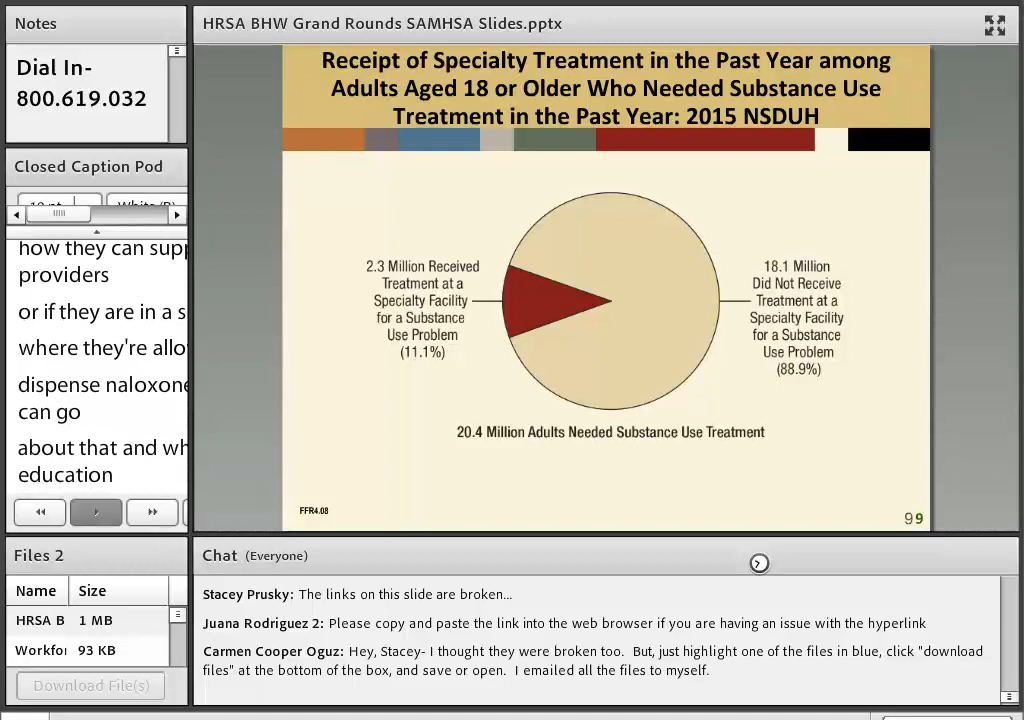 Notes
HRSA BHW Grand Rounds SAMHSA Slides.pptx
Dial In-
800.619.032
Closed Caption Pod
how they can supp
providers
or if they are in a s
where they're allo
dispense naloxone
can go
about that and wh
education
Files 2
Name Size
HRSA B 1 MB
Workfo 93 KB
Download File(s)
Receipt of Specialty Treatment in the Past Year among
Adults Aged 18 or Older Who Needed Substance Use
Treatment in the Past Year: 2015 NSDUH
2.3 Million Received
Treatment at a
Specialty Facility
for a Substance
Use Problem
(11.1%)
18.1 Million
Did Not Receive
Treatment at a
Specialty Facility
for a Substance
Use Problem
(88.9%)
20.4 Million Adults Needed Substance Use Treatment
FFR4.08
99
Chat (Everyone)
Stacey Prusky: The links on this slide are broken...
Juana Rodriguez 2: Please copy and paste the link into the web browser if you are having an issue with the hyperlink
Carmen Cooper Oguz: Hey, Stacey- I thought they were broken too. But, just highlight one of the files in blue, click "download
files" at the bottom of the box, and save or open. I emailed all the files to myself.